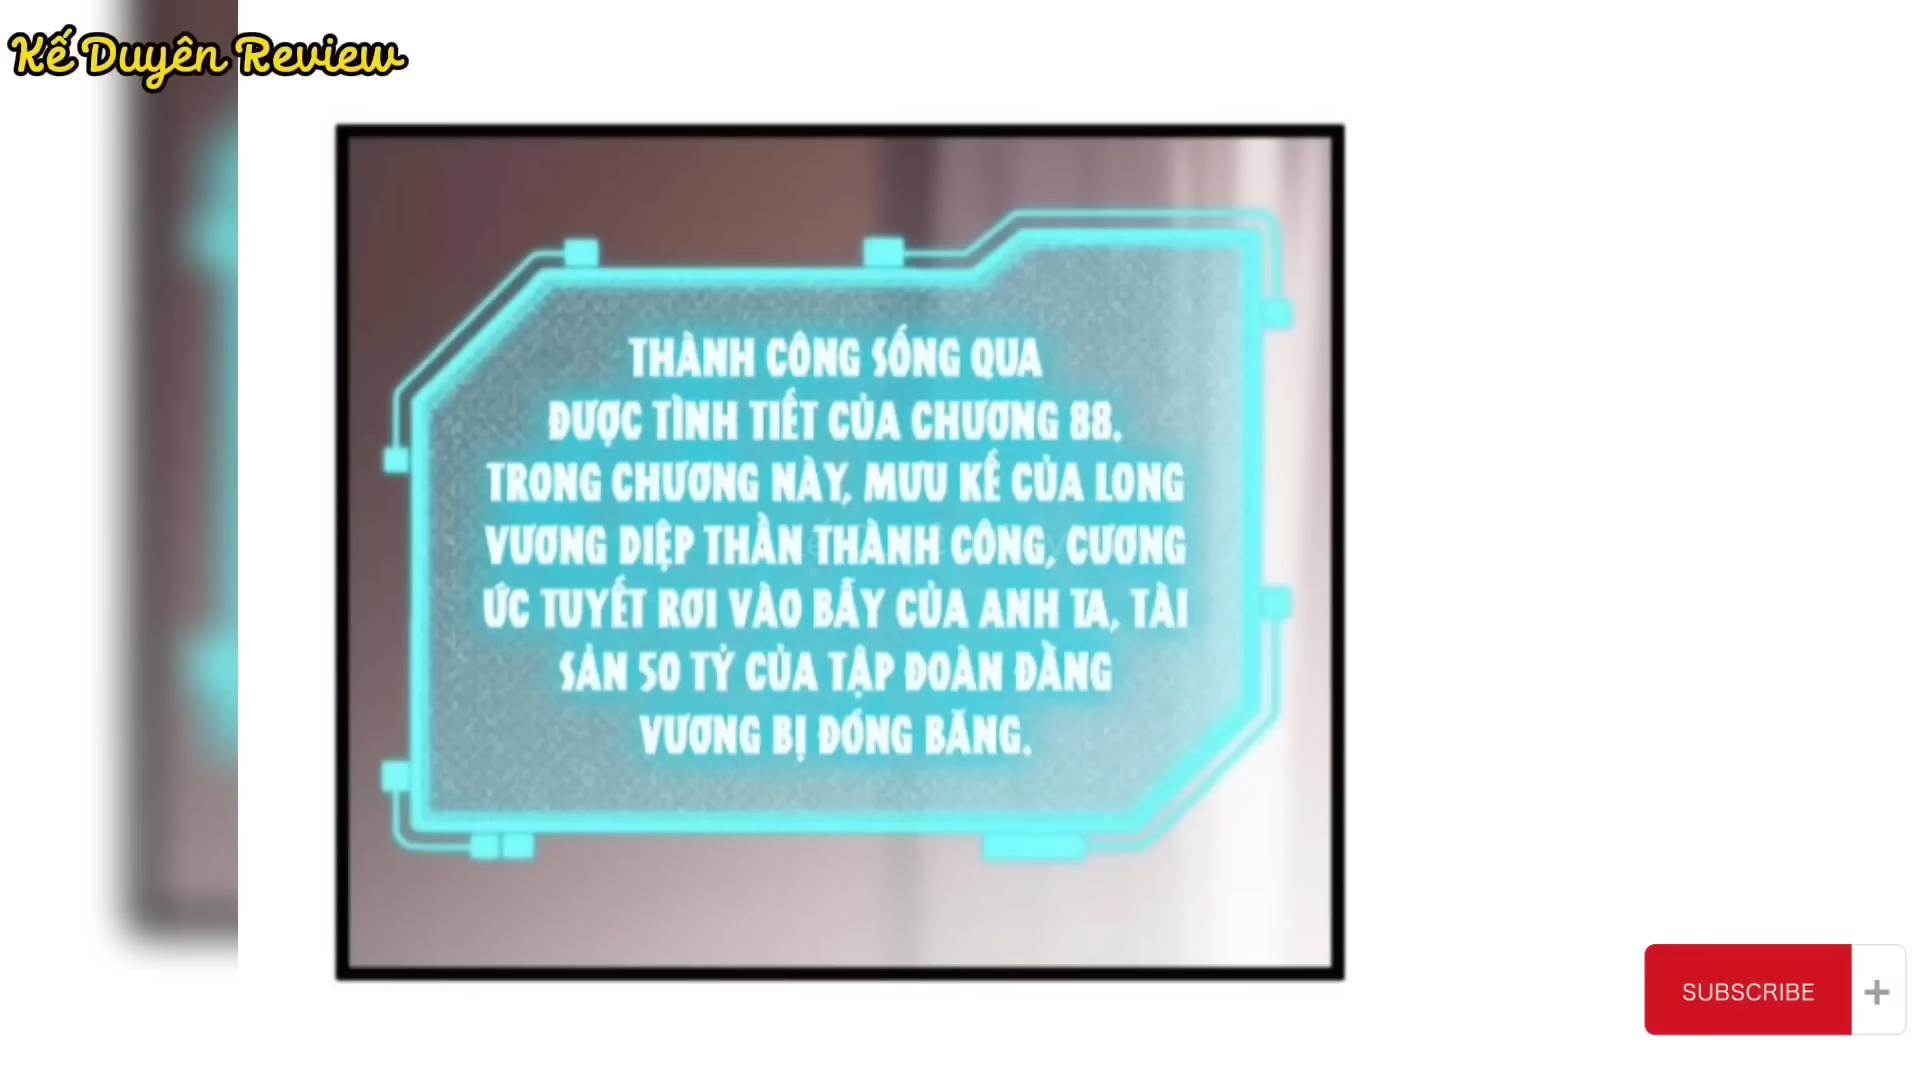 Kế Duyên Review
THÀNH CÔNG SỐNG QUA
ĐƯỢC TÌNH TIẾT CỦA CHƯƠNG 88.
TRONG CHƯƠNG NÀY, MƯU KẾ CỦA LONG
VƯƠNG DIỆP THẦN THÀNH CÔNG, CƯƠNG
ỨC TUYẾT RƠI VÀO BẪY CỦA ANH TA, TÀI
SẢN 50 TỶ CỦA TẬP ĐOÀN ĐẰNG
VƯƠNG BỊ ĐÓNG BĂNG.
SUBSCRIBE